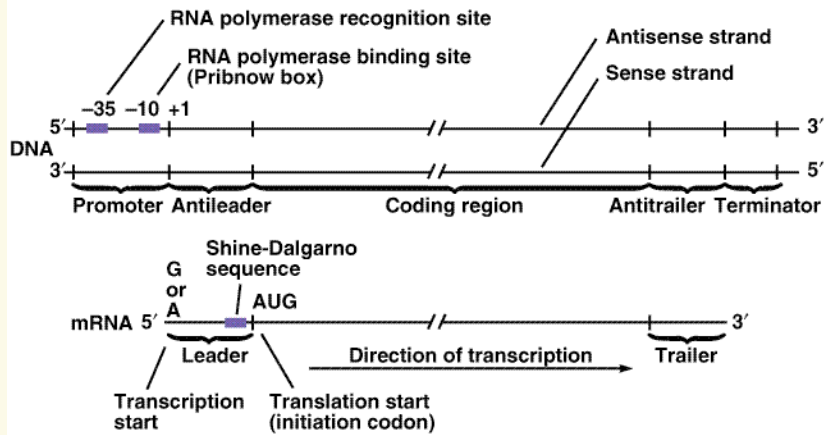 RNA polymerase recognition site
RNA polymerase binding site
(Pribnow box)
Antisense strand
Sense strand
–35 –10 +1
5′ 3′
DNA
3′ 5′
Promoter Antileader Coding region Antitrailer Terminator
Shine-Dalgarno
sequence
G
or
A
AUG
mRNA 5′ 3′
Leader Direction of transcription Trailer
Transcription
start
Translation start
(initiation codon)